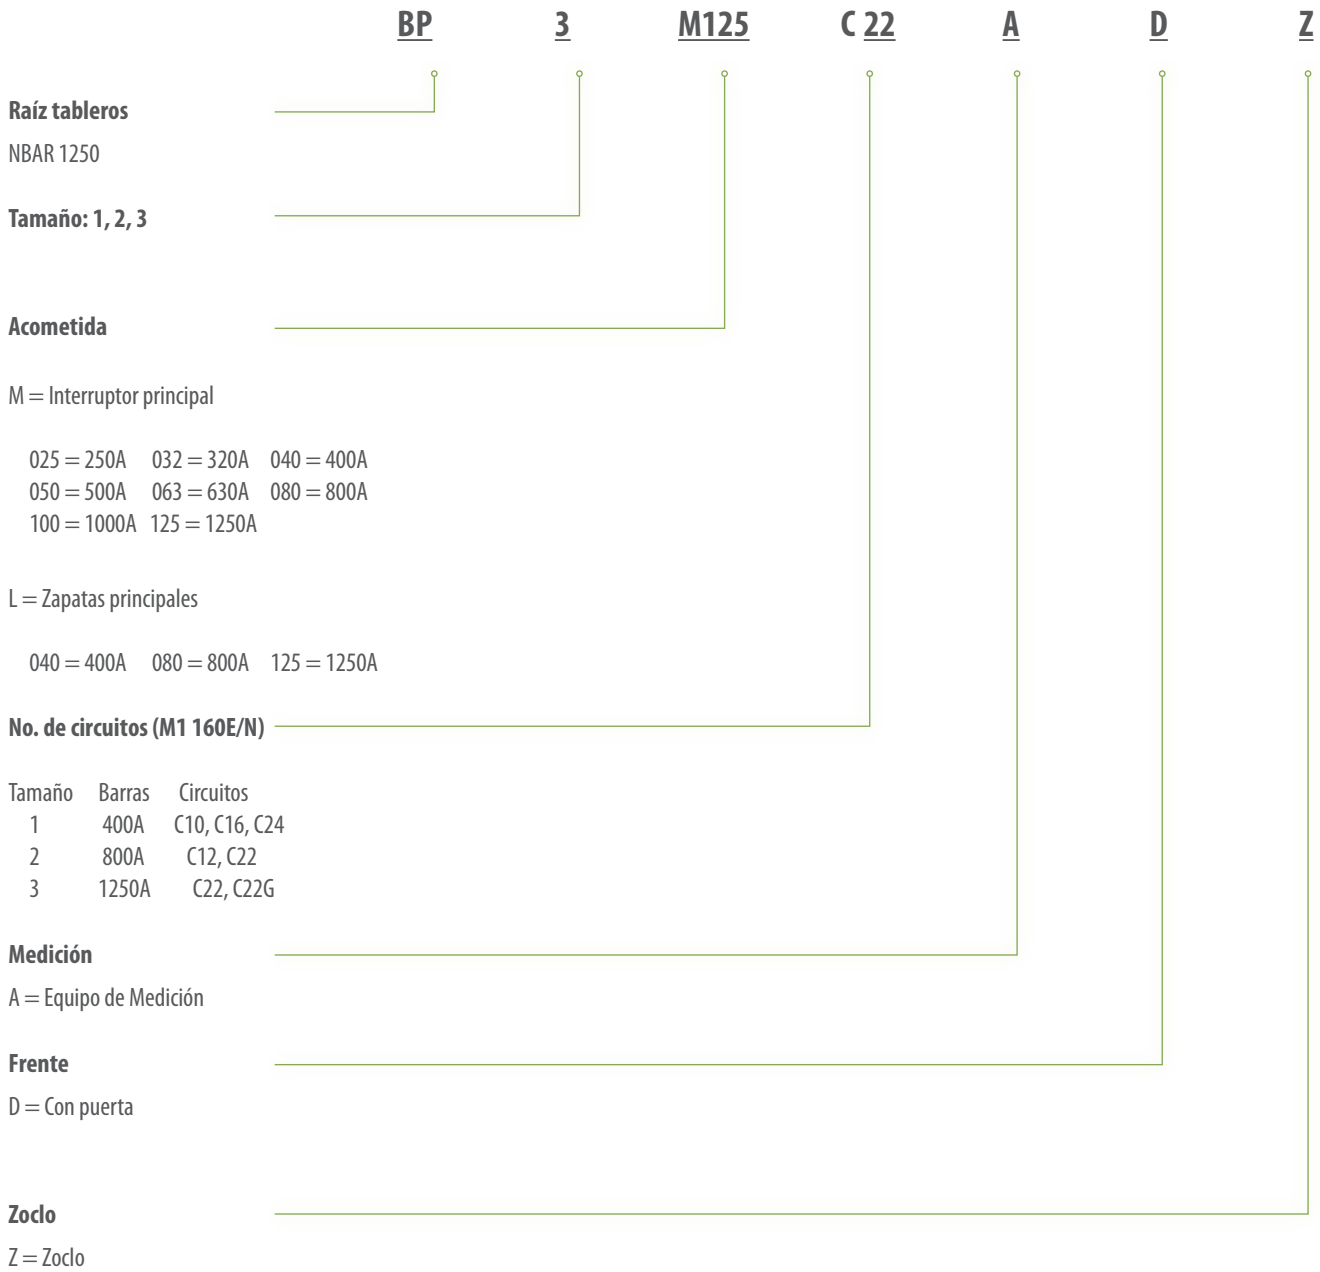 BP 3 M125 C 22 A D Z
Raíz tableros
NBAR 1250
Tamaño: 1, 2, 3
Acometida
M = Interruptor principal
025 = 250A 032 = 320A 040 = 400A
050 = 500A 063 = 630A 080 = 800A
100 = 1000A 125 = 1250A
L = Zapatas principales
040 = 400A 080 = 800A 125 = 1250A
No. de circuitos (M1 160E/N)
Tamaño Barras Circuitos
1 400A C10, C16, C24
2 800A C12, C22
3 1250A C22, C22G
Medición
A = Equipo de Medición
Frente
D = Con puerta
Zoclo
Z = Zoclo